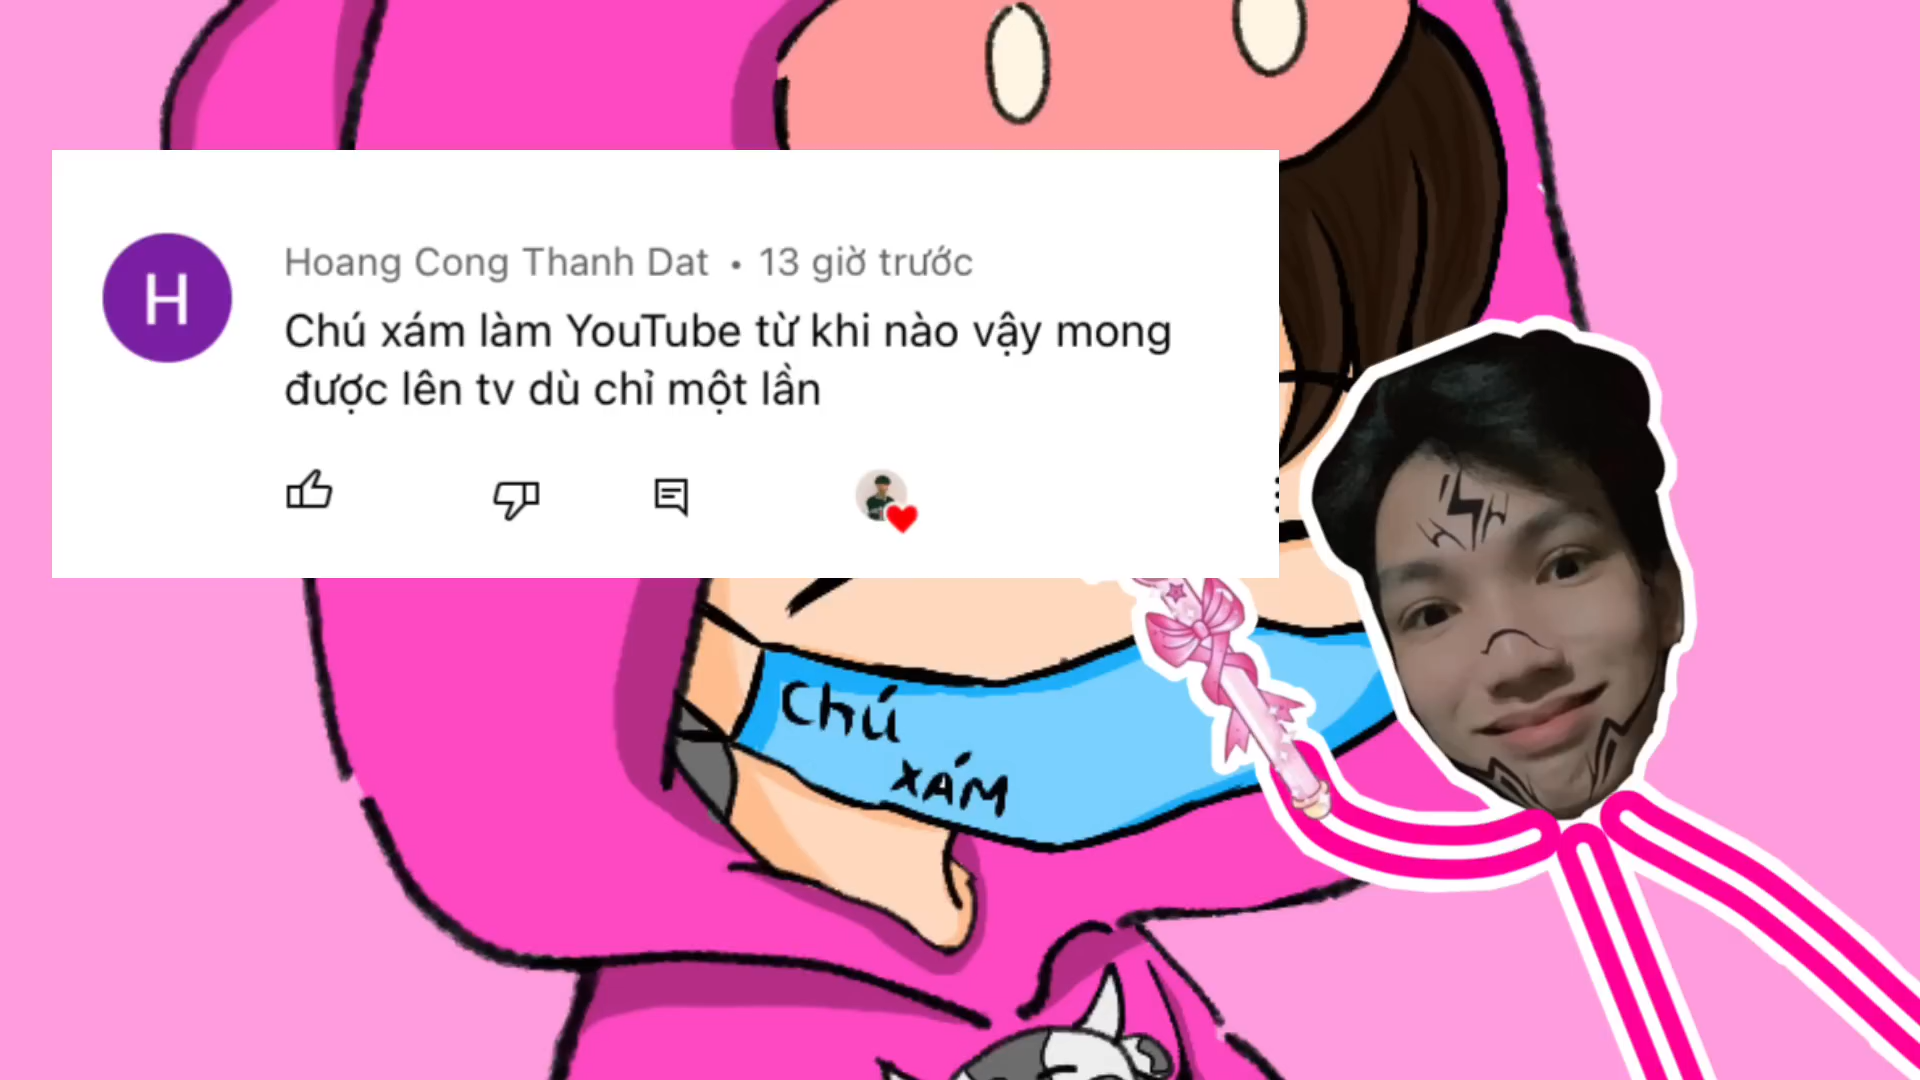 H
Hoang Cong Thanh Dat • 13 giờ trước
Chú xám làm YouTube từ khi nào vậy mong
được lên tv dù chỉ một lần
Chú
XÁM